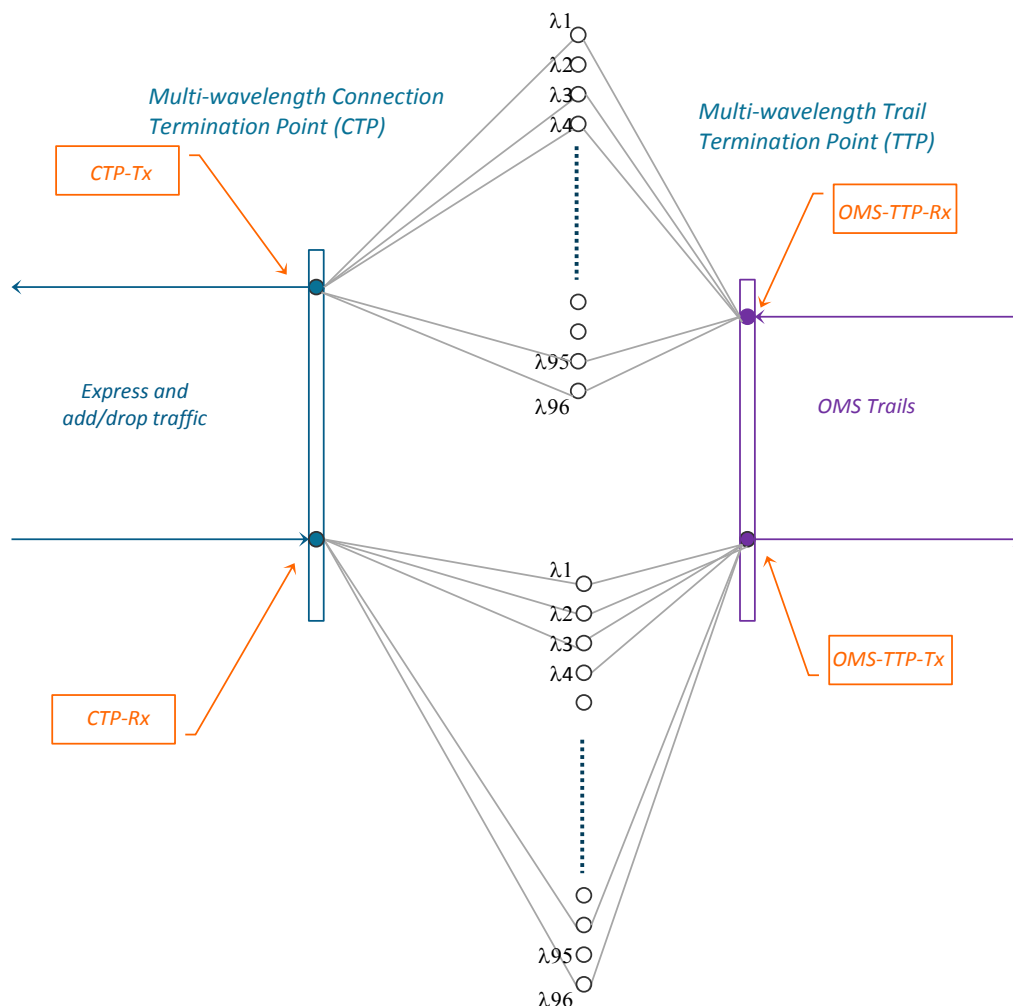 λ1
λ2
λ3
λ4
Multi-wavelength Connection
Termination Point (CTP)
Multi-wavelength Trail
Termination Point (TTP)
CTP-Tx
OMS-TTP-Rx
λ95
λ96
Express and
add/drop traffic
OMS Trails
λ1
λ2
λ3
λ4
OMS-TTP-Tx
CTP-Rx
λ95
λ96